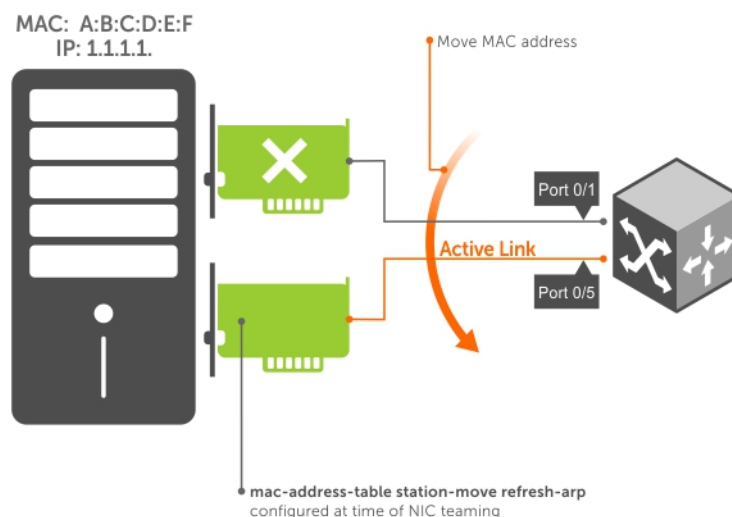 MAC: A:B:C:D:E:F
IP: 1.1.1.1.
Move MAC address
Port 0/1
Active Link
Port 0/5
mac-address-table station-move refresh-arp
configured at time of NIC teaming